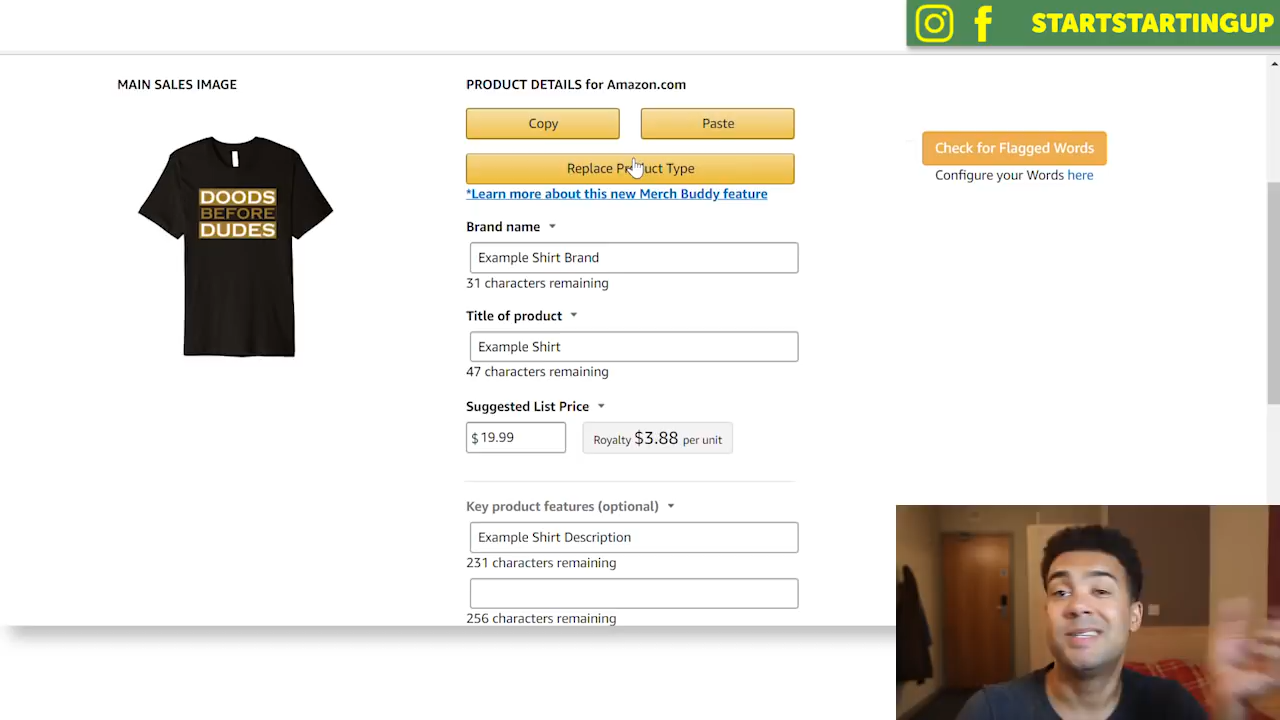 STARTSTARTINGUP
MAIN SALES IMAGE
DOODS
BEFORE
DUDES
PRODUCT DETAILS for Amazon.com
Copy
Paste
Replace Product Type
*Learn more about this new Merch Buddy feature
Check for Flagged Words
Configure your Words here
Brand name
Example Shirt Brand
31 characters remaining
Title of product
Example Shirt
47 characters remaining
Suggested List Price
$ 19.99
Royalty $3.88 per unit
Key product features (optional)
Example Shirt Description
231 characters remaining
256 characters remaining